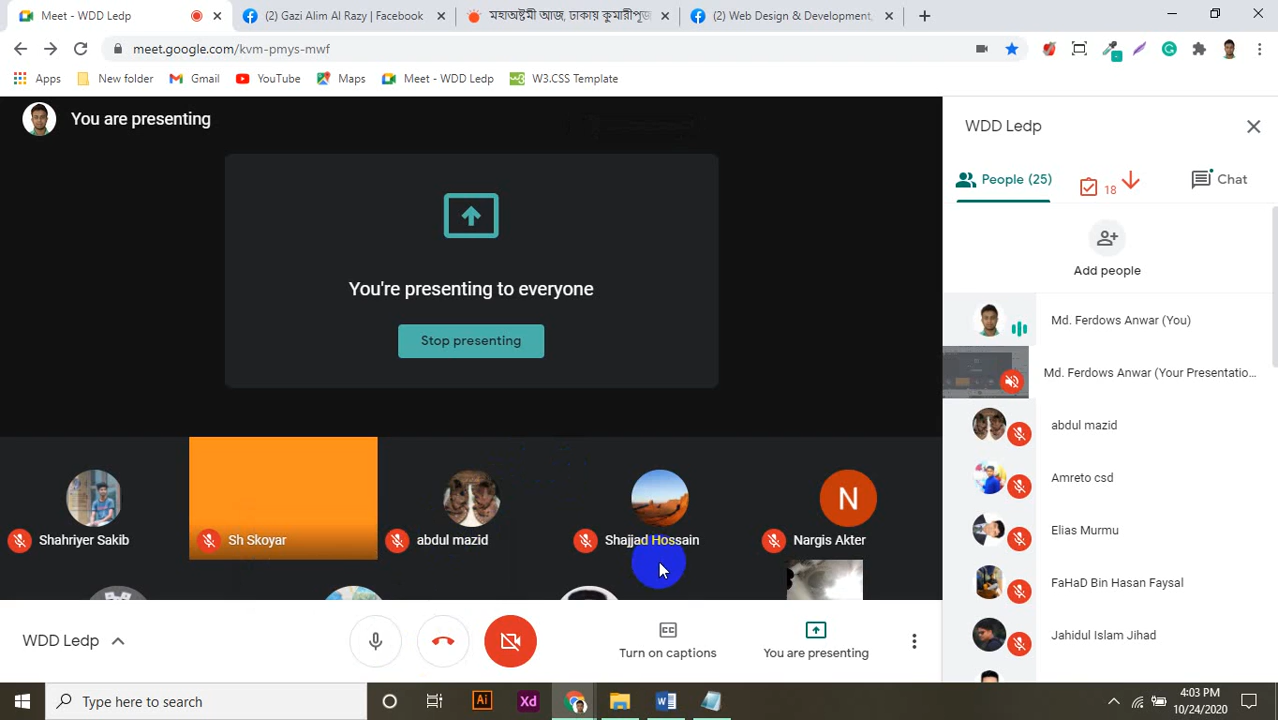 Meet - WDD Ledp
(2) Gazi Alim Al Razy | Facebook
মহাঅষ্টমী আজ, ঢাকায় কুমারীপূজ
(2) Web Design & Development,
meet.google.com/kvm-pmys-mwf
Apps
New folder
Gmail
YouTube
Maps
Meet - WDD Ledp
W3.CSS Template
You are presenting
You're presenting to everyone
Stop presenting
Shahriyer Sakib
Sh Skoyar
abdul mazid
Shajjad Hossain
N
Nargis Akter
WDD Ledp
Turn on captions
You are presenting
WDD Ledp
People (25)
18
Chat
Add people
Md. Ferdows Anwar (You)
Md. Ferdows Anwar (Your Presentatio...
abdul mazid
Amreto csd
Elias Murmu
FaHaD Bin Hasan Faysal
Jahidul Islam Jihad
Type here to search
Ai
Xd
4:03 PM
10/24/2020